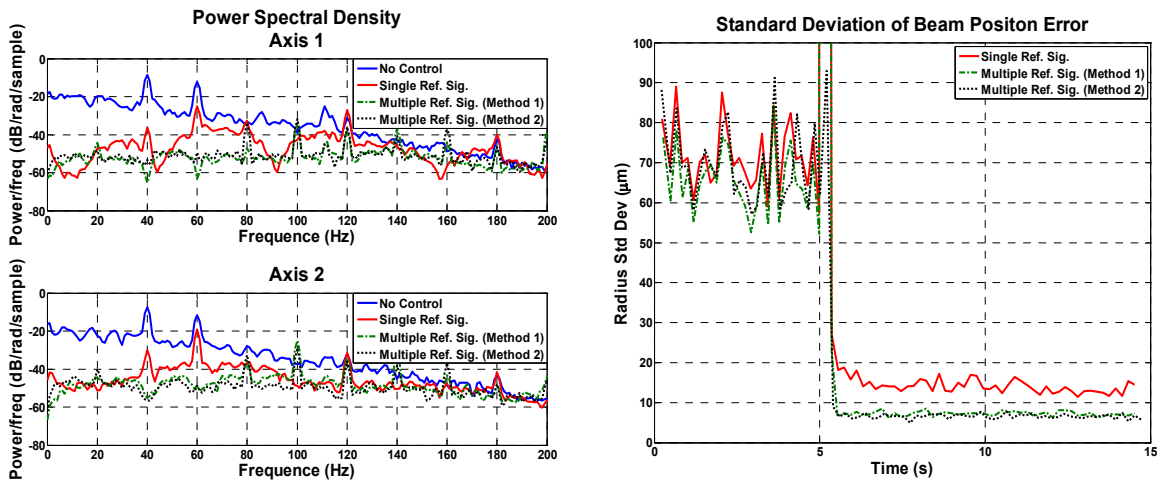 Power Spectral Density
Axis 1
Power/freq (dB/rad/sample)
0
-20
-40
-60
-80
No Control
Single Ref. Sig.
Multiple Ref. Sig. (Method 1)
Multiple Ref. Sig. (Method 2)
0 20 40 60 80 100 120 140 160 180 200
Frequence (Hz)
Axis 2
Power/freq (dB/rad/sample)
0
-20
-40
-60
-80
No Control
Single Ref. Sig.
Multiple Ref. Sig. (Method 1)
Multiple Ref. Sig. (Method 2)
0 20 40 60 80 100 120 140 160 180 200
Frequence (Hz)
Standard Deviation of Beam Positon Error
Radius Std Dev (μm)
100
90
80
70
60
50
40
30
20
10
0
Single Ref. Sig.
Multiple Ref. Sig. (Method 1)
Multiple Ref. Sig. (Method 2)
0 5 10 15
Time (s)